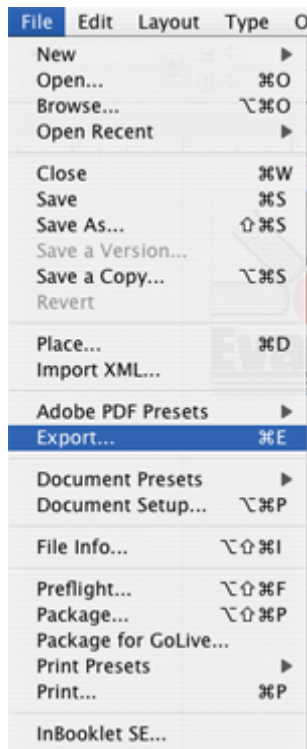 File Edit Layout Type
New
Open... ⌘O
Browse... ⌥⌘O
Open Recent
Close ⌘W
Save ⌘S
Save As... ⇧⌘S
Save a Version...
Save a Copy... ⌥⌘S
Revert
Place... ⌘D
Import XML...
Adobe PDF Presets
Export... ⌘E
Document Presets
Document Setup... ⌥⌘P
File Info... ⌥⇧⌘I
Preflight... ⌥⇧⌘F
Package... ⌥⇧⌘P
Package for GoLive...
Print Presets
Print... ⌘P
InBooklet SE...